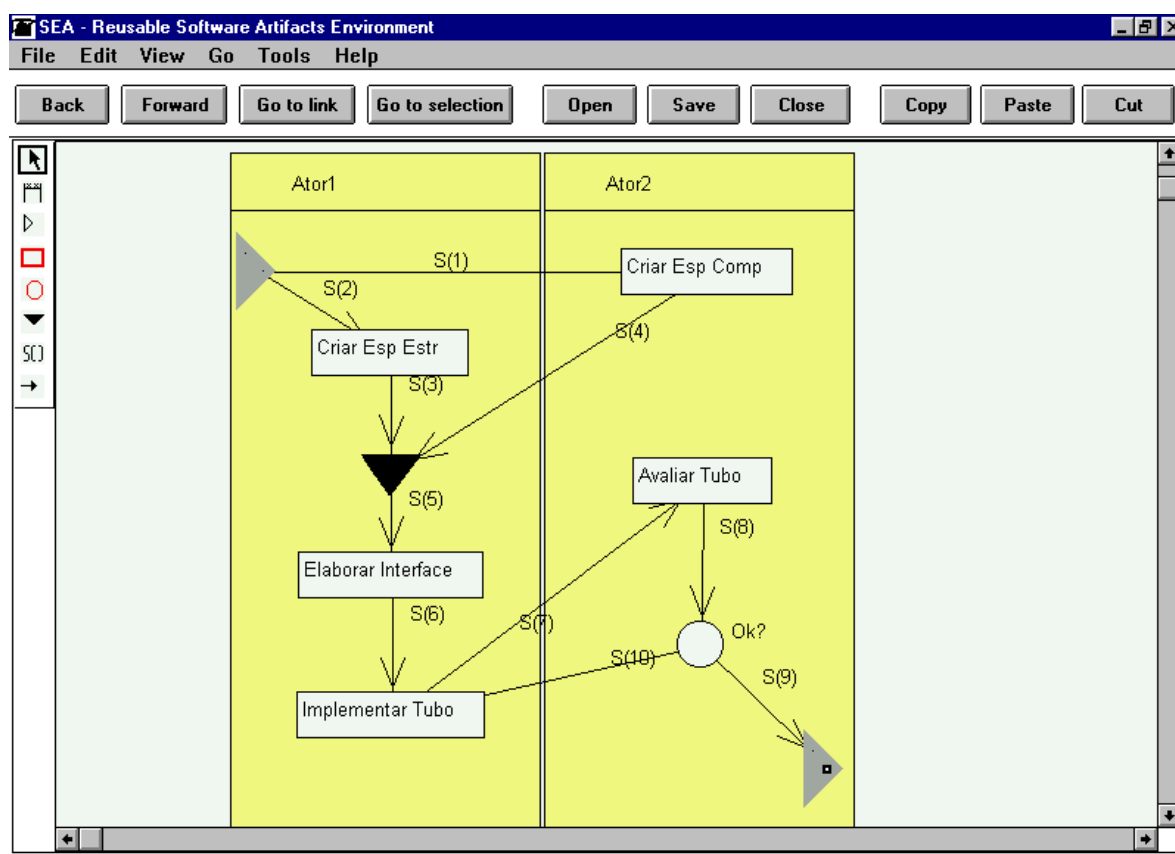 SEA - Reusable Software Artifacts Environment
File Edit View Go Tools Help
Back Forward Go to link Go to selection Open Save Close Copy Paste Cut
Ator1 Ator2
S(1)
Criar Esp Comp
S(2)
S(4)
Criar Esp Estr
S(3)
Avaliar Tubo
S(5)
S(8)
Elaborar Interface
S(6)
S(7)
Ok?
S(10)
S(9)
Implementar Tubo
S()